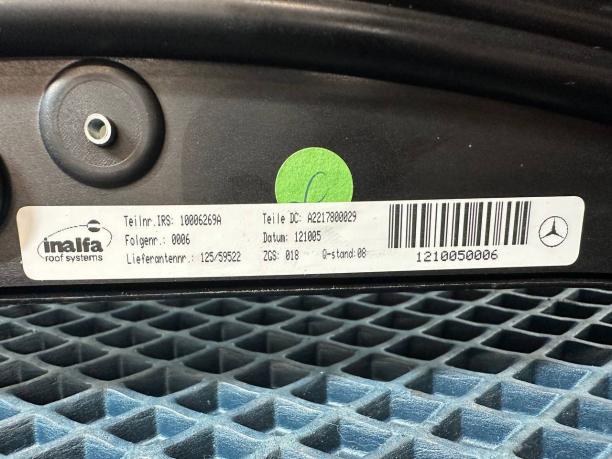 inalfa
roof systems
Teilnr.IRS: 10006269A
Folgenr.: 0006
Lieferantennr.: 125/59522
Teile DC: A2217800029
Datum: 121005
ZGS: 018 Q-stand:08
1210050006